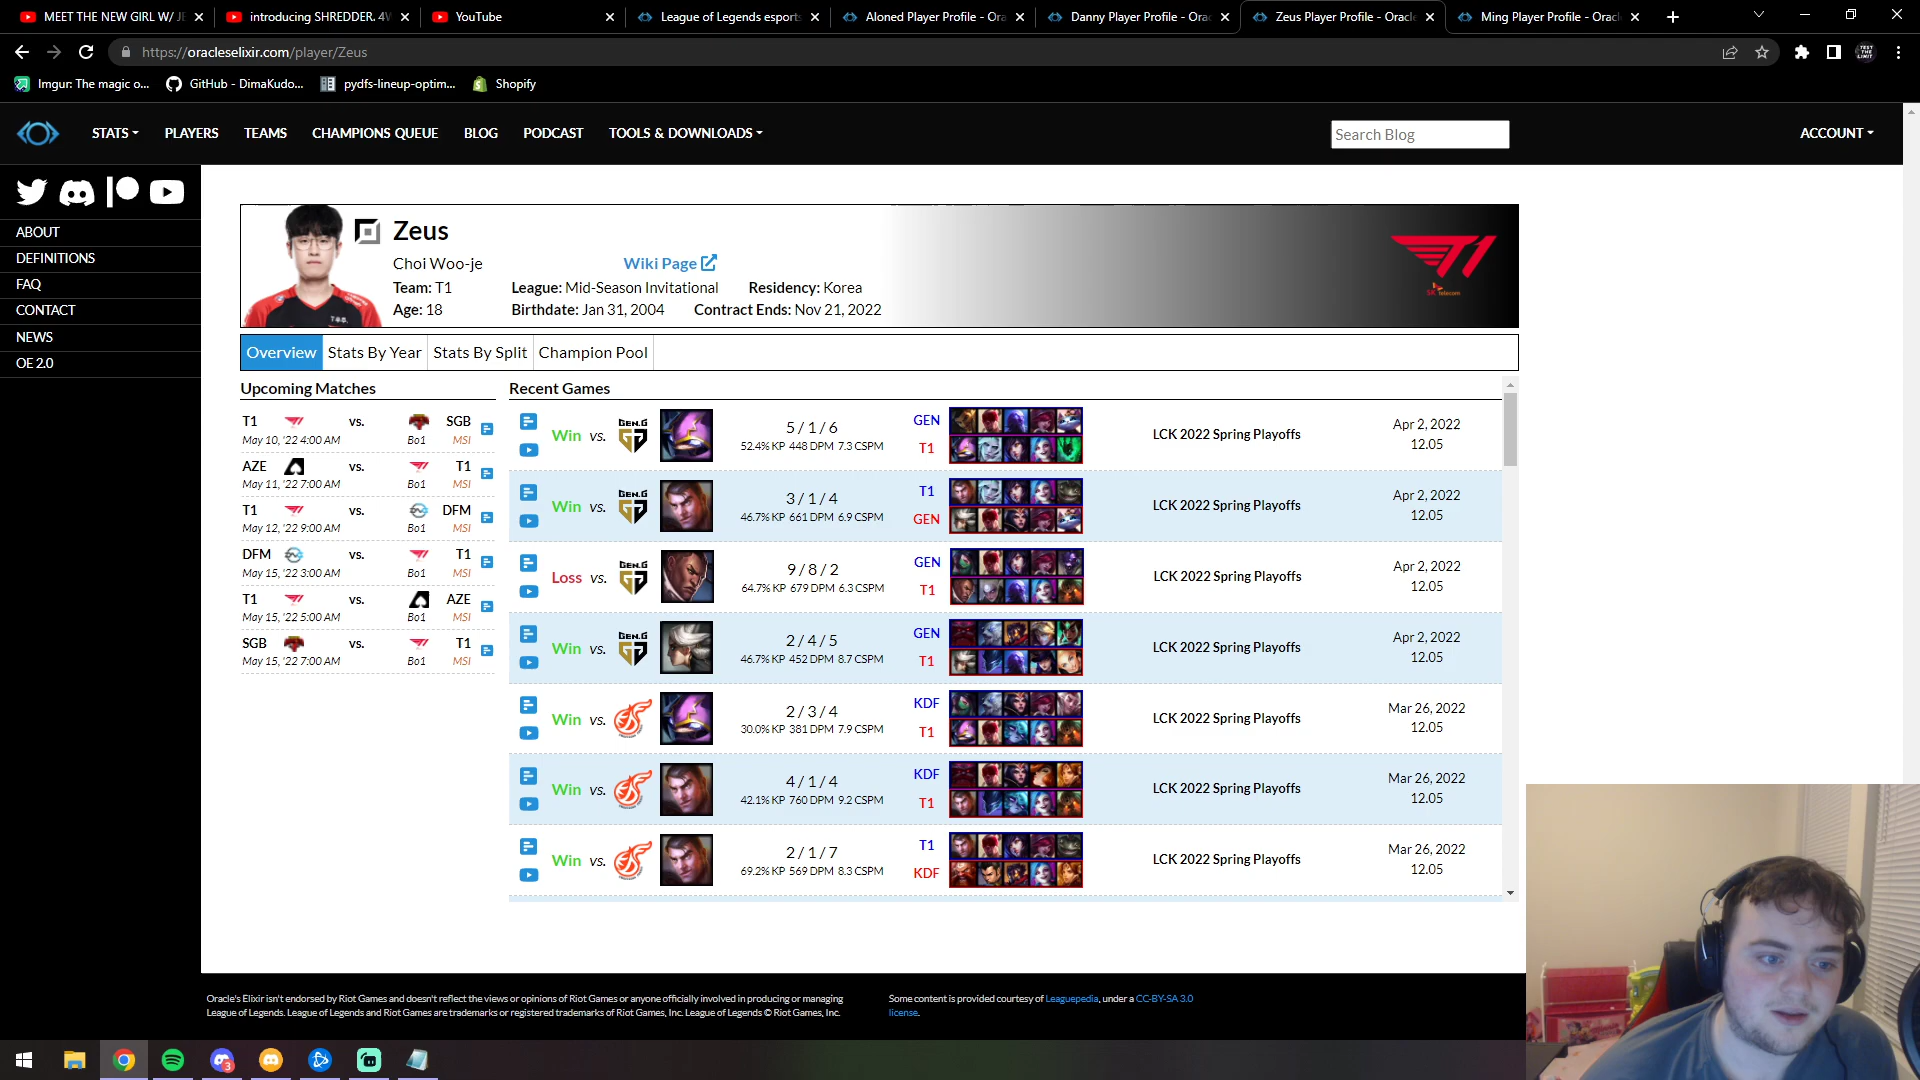 MEET THE NEW GIRL W/ JE
introducing SHREDDER. 4W
YouTube
League of Legends esports
Aloned Player Profile - Ora
Danny Player Profile - Orac
Zeus Player Profile - Oracle
Ming Player Profile - Oracl
https://oracleselixir.com/player/Zeus
Imgur: The magic o...
GitHub - DimaKudo...
pydfs-lineup-optim...
Shopify
STATS
PLAYERS
TEAMS
CHAMPIONS QUEUE
BLOG
PODCAST
TOOLS & DOWNLOADS
Search Blog
ACCOUNT
ABOUT
DEFINITIONS
FAQ
CONTACT
NEWS
OE 2.0
Zeus
Choi Woo-je Wiki Page
Team: T1 League: Mid-Season Invitational Residency: Korea
Age: 18 Birthdate: Jan 31, 2004 Contract Ends: Nov 21, 2022
T1
SK telecom
Overview Stats By Year Stats By Split Champion Pool
Upcoming Matches
T1 vs. SGB
May 10, '22 4:00 AM Bo1 MSI
AZE vs. T1
May 11, '22 7:00 AM Bo1 MSI
T1 vs. DFM
May 12, '22 9:00 AM Bo1 MSI
DFM vs. T1
May 15, '22 3:00 AM Bo1 MSI
T1 vs. AZE
May 15, '22 5:00 AM Bo1 MSI
SGB vs. T1
May 15, '22 7:00 AM Bo1 MSI
Recent Games
Win vs. GEN.G 5 / 1 / 6 GEN LCK 2022 Spring Playoffs Apr 2, 2022
52.4% KP 448 DPM 7.3 CSPM T1 12.05
Win vs. GEN.G 3 / 1 / 4 T1 LCK 2022 Spring Playoffs Apr 2, 2022
46.7% KP 661 DPM 6.9 CSPM GEN 12.05
Loss vs. GEN.G 9 / 8 / 2 GEN LCK 2022 Spring Playoffs Apr 2, 2022
64.7% KP 679 DPM 6.3 CSPM T1 12.05
Win vs. GEN.G 2 / 4 / 5 GEN LCK 2022 Spring Playoffs Apr 2, 2022
46.7% KP 452 DPM 8.7 CSPM T1 12.05
Win vs. 2 / 3 / 4 KDF LCK 2022 Spring Playoffs Mar 26, 2022
30.0% KP 381 DPM 7.9 CSPM T1 12.05
Win vs. 4 / 1 / 4 KDF LCK 2022 Spring Playoffs Mar 26, 2022
42.1% KP 760 DPM 9.2 CSPM T1 12.05
Win vs. 2 / 1 / 7 T1 LCK 2022 Spring Playoffs Mar 26, 2022
69.2% KP 569 DPM 8.3 CSPM KDF 12.05
Oracle's Elixir isn't endorsed by Riot Games and doesn't reflect the views or opinions of Riot Games or anyone officially involved in producing or managing
League of Legends. League of Legends and Riot Games are trademarks or registered trademarks of Riot Games, Inc. League of Legends © Riot Games, Inc.
Some content is provided courtesy of Leaguepedia, under a CC-BY-SA 3.0
license.
3